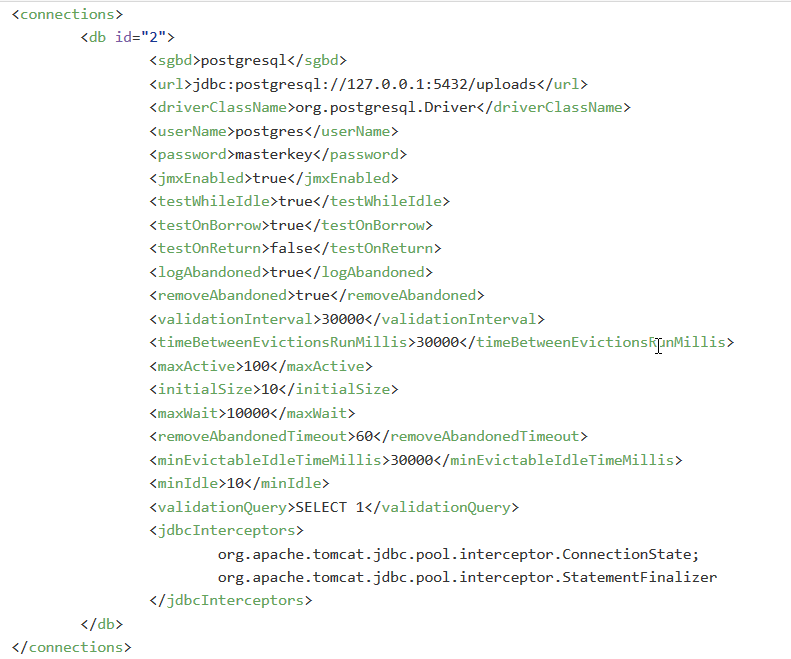 <connections>
<db id="2">
<sgbd>postgresql</sgbd>
<url>jdbc:postgresql://127.0.0.1:5432/uploads</url>
<driverClassName>org.postgresql.Driver</driverClassName>
<userName>postgres</userName>
<password>masterkey</password>
<jmxEnabled>true</jmxEnabled>
<testWhileIdle>true</testWhileIdle>
<testOnBorrow>true</testOnBorrow>
<testOnReturn>false</testOnReturn>
<logAbandoned>true</logAbandoned>
<removeAbandoned>true</removeAbandoned>
<validationInterval>30000</validationInterval>
<timeBetweenEvictionsRunMillis>30000</timeBetweenEvictionsRunMillis>
<maxActive>100</maxActive>
<initialSize>10</initialSize>
<maxWait>10000</maxWait>
<removeAbandonedTimeout>60</removeAbandonedTimeout>
<minEvictableIdleTimeMillis>30000</minEvictableIdleTimeMillis>
<minIdle>10</minIdle>
<validationQuery>SELECT 1</validationQuery>
<jdbcInterceptors>
org.apache.tomcat.jdbc.pool.interceptor.ConnectionState;
org.apache.tomcat.jdbc.pool.interceptor.StatementFinalizer
</jdbcInterceptors>
</db>
</connections>